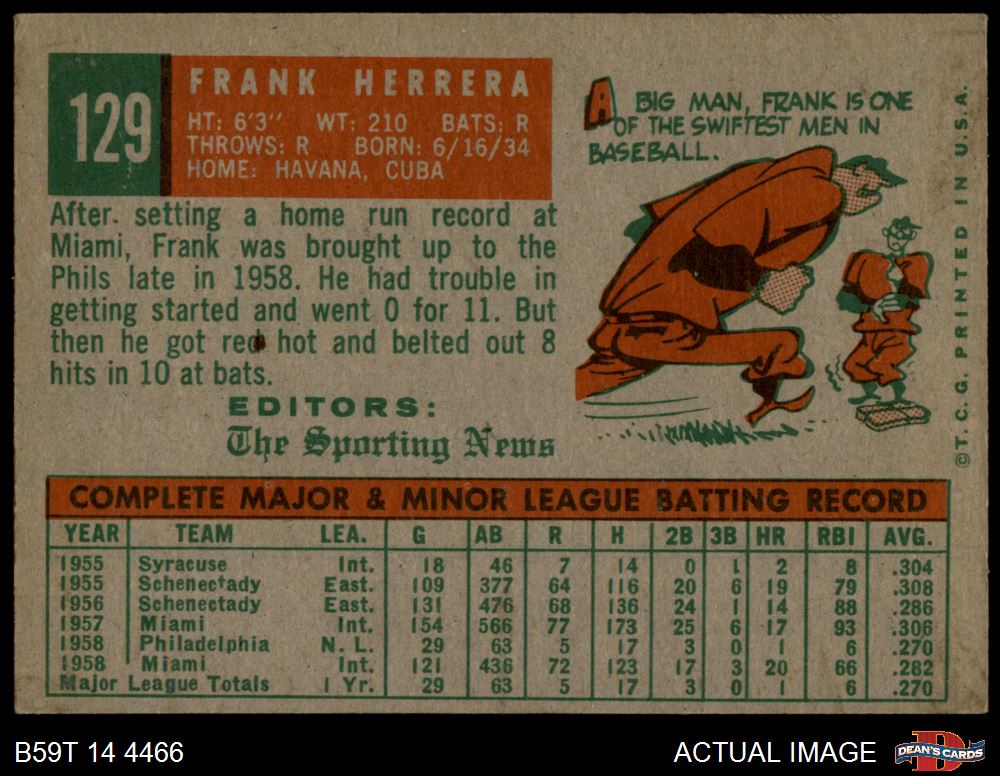 129
FRANK HERRERA
HT: 6'3" WT: 210 BATS: R
THROWS: R BORN: 6/16/34
HOME: HAVANA, CUBA
After setting a home run record at
Miami, Frank was brought up to the
Phils late in 1958. He had trouble in
getting started and went 0 for 11. But
then he got red hot and belted out 8
hits in 10 at bats.
EDITORS:
The Sporting News
A BIG MAN, FRANK IS ONE
OF THE SWIFTEST MEN IN
BASEBALL.
©T. C. G. PRINTED IN U.S.A.
COMPLETE MAJOR & MINOR LEAGUE BATTING RECORD
YEAR TEAM LEA. G AB R H 2B 3B HR RBI AVG.
1955 Syracuse Int. 18 46 7 14 0 1 2 8 .304
1955 Schenectady East. 109 377 64 116 20 6 19 79 .308
1956 Schenectady East. 131 476 68 136 24 1 14 88 .286
1957 Miami Int. 154 566 77 173 25 6 17 93 .306
1958 Philadelphia N. L. 29 63 5 17 3 0 1 6 .270
1958 Miami Int. 121 436 72 123 17 3 20 66 .282
Major League Totals 1 Yr. 29 63 5 17 3 0 1 6 .270
B59T 14 4466
ACTUAL IMAGE
D
DEAN'S CARDS